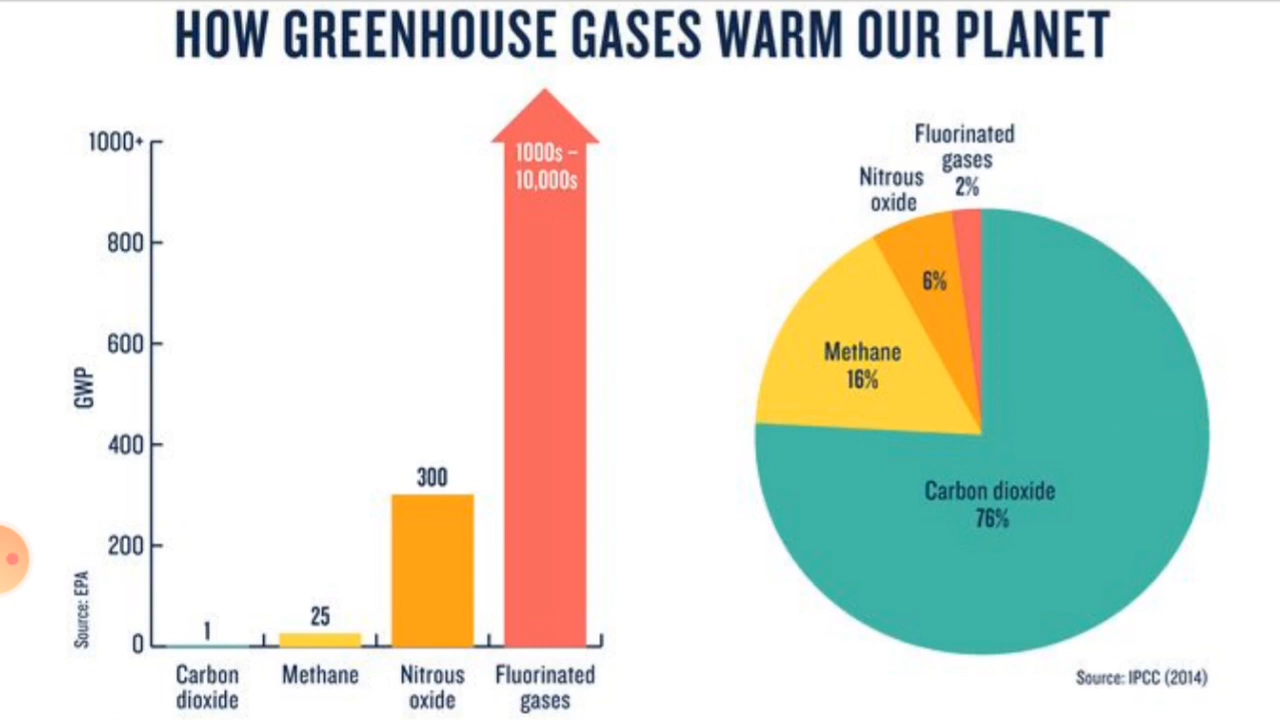 HOW GREENHOUSE GASES WARM OUR PLANET
1000+
800
600
400
200
0
GWP
Source: EPA
1
25
300
1000s –
10,000s
Carbon
dioxide
Methane
Nitrous
oxide
Fluorinated
gases
Fluorinated
gases
2%
Nitrous
oxide
6%
Methane
16%
Carbon dioxide
76%
Source: IPCC (2014)